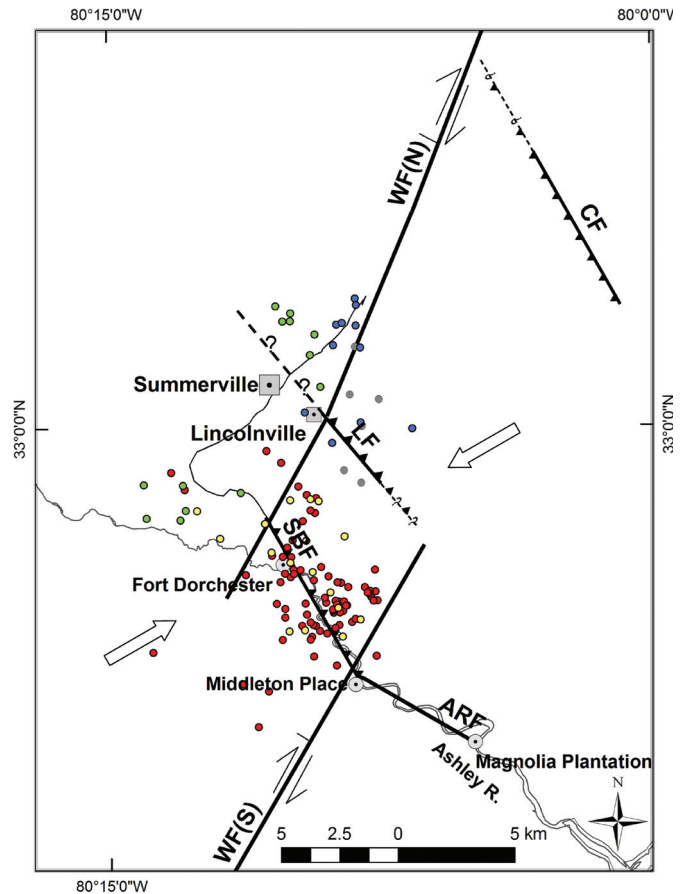 80°15'0"W
80°0'0"W
WF(N)
CF
Summerville
Lincolnville
LF
33°0'0"N
33°0'0"N
?
?
?
?
SBF
Fort Dorchester
Middleton Place
ARF
Ashley R.
Magnolia Plantation
WF(S)
N
5 2.5 0 5 km
80°15'0"W